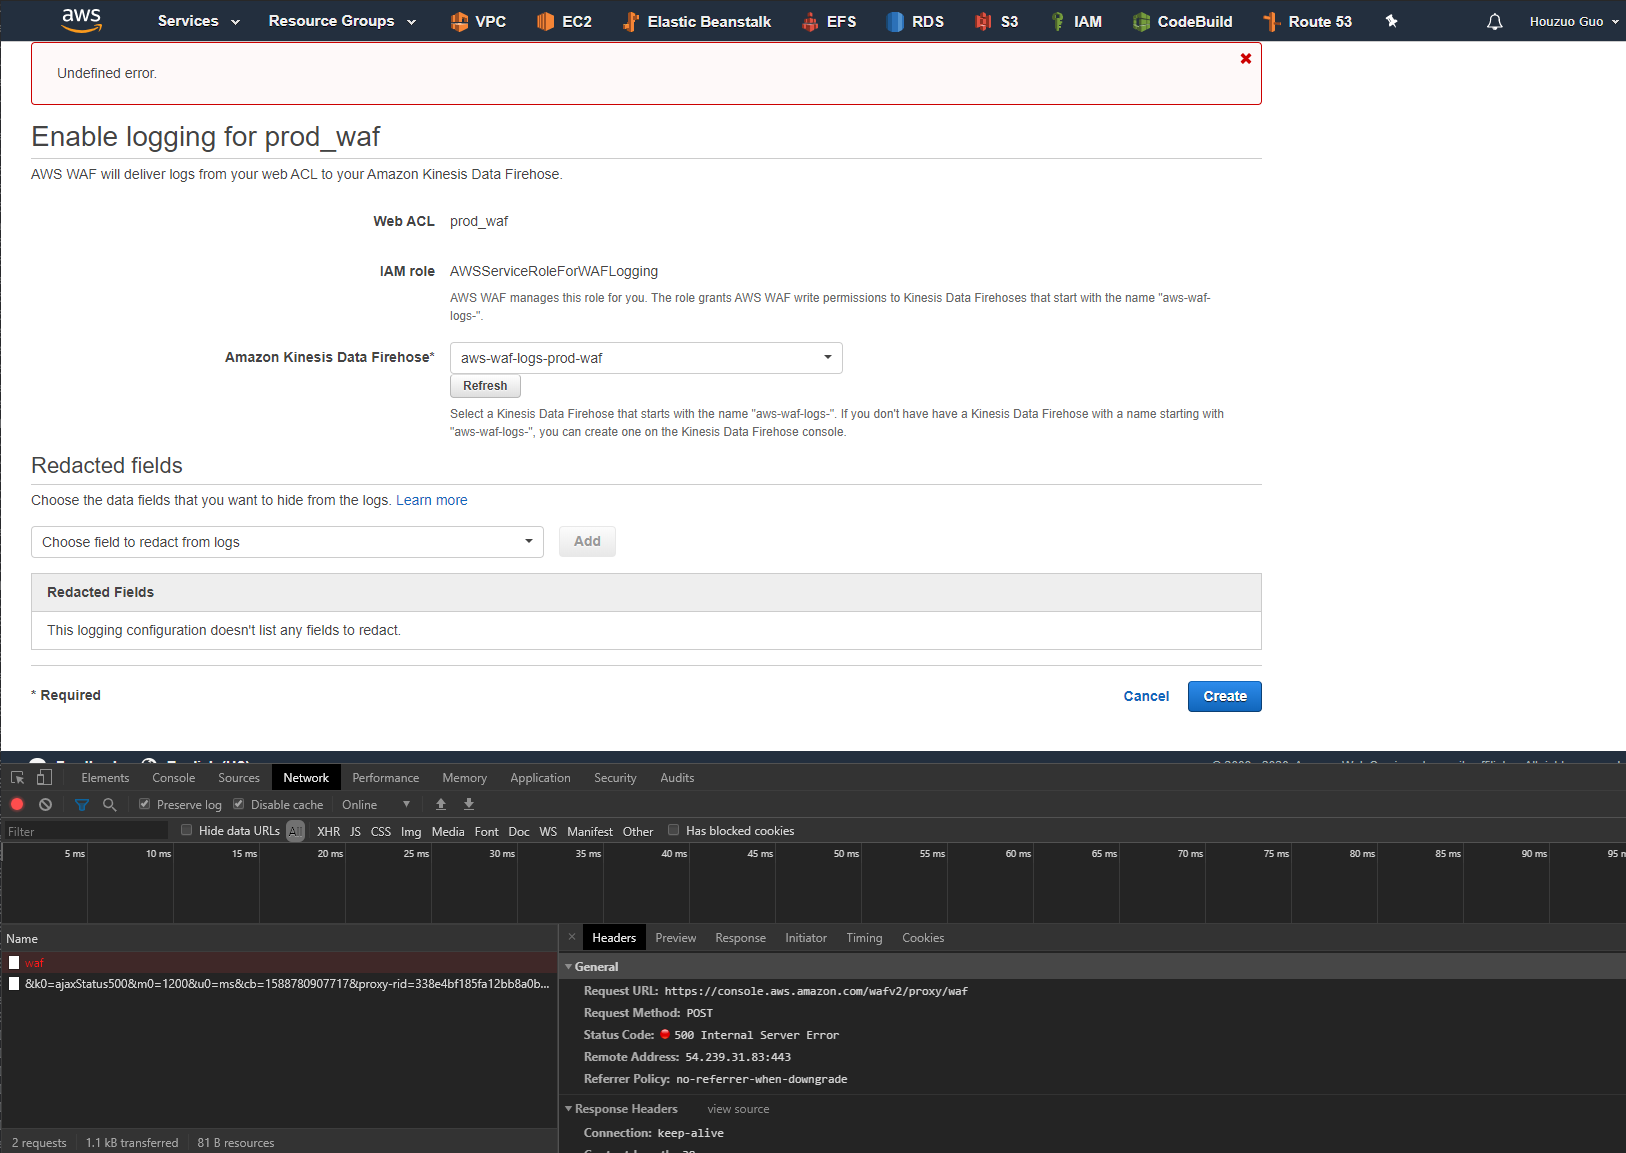 aws Services Resource Groups VPC EC2 Elastic Beanstalk EFS RDS S3 IAM CodeBuild Route 53 Houzuo Guo
Undefined error.
Enable logging for prod_waf
AWS WAF will deliver logs from your web ACL to your Amazon Kinesis Data Firehose.
Web ACL prod_waf
IAM role AWSServiceRoleForWAFLogging
AWS WAF manages this role for you. The role grants AWS WAF write permissions to Kinesis Data Firehoses that start with the name "aws-waf-
logs-".
Amazon Kinesis Data Firehose* aws-waf-logs-prod-waf
Refresh
Select a Kinesis Data Firehose that starts with the name "aws-waf-logs-". If you don't have have a Kinesis Data Firehose with a name starting with
"aws-waf-logs-", you can create one on the Kinesis Data Firehose console.
Redacted fields
Choose the data fields that you want to hide from the logs. Learn more
Choose field to redact from logs Add
Redacted Fields
This logging configuration doesn't list any fields to redact.
* Required Cancel Create
Elements Console Sources Network Performance Memory Application Security Audits
Preserve log Disable cache Online
Filter Hide data URLs All XHR JS CSS Img Media Font Doc WS Manifest Other Has blocked cookies
5 ms 10 ms 15 ms 20 ms 25 ms 30 ms 35 ms 40 ms 45 ms 50 ms 55 ms 60 ms 65 ms 70 ms 75 ms 80 ms 85 ms 90 ms 95 m
Name
waf
&k0=ajaxStatus500&m0=1200&u0=ms&cb=1588780907717&proxy-rid=338e4bf185fa12bb8a0b...
2 requests 1.1 kB transferred 81 B resources
Headers Preview Response Initiator Timing Cookies
General
Request URL: https://console.aws.amazon.com/wafv2/proxy/waf
Request Method: POST
Status Code: 500 Internal Server Error
Remote Address: 54.239.31.83:443
Referrer Policy: no-referrer-when-downgrade
Response Headers view source
Connection: keep-alive